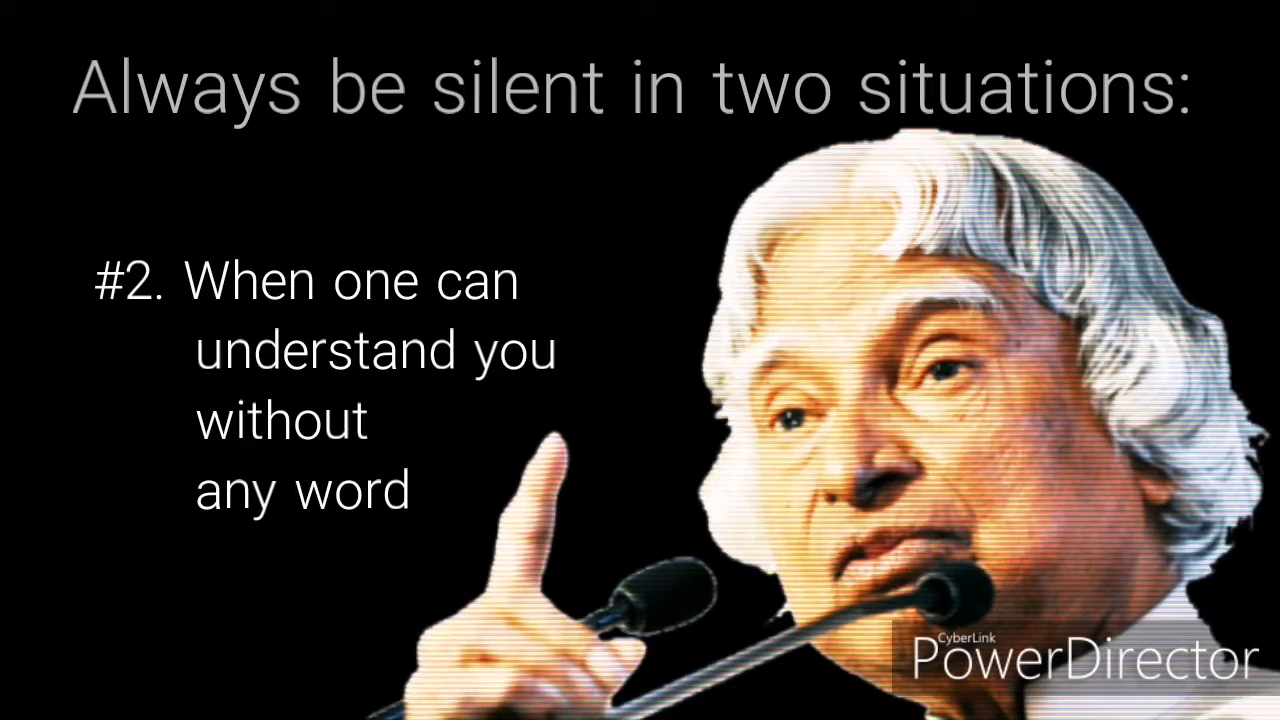 Always be silent in two situations:
#2. When one can
understand you
without
any word
CyberLink
PowerDirector